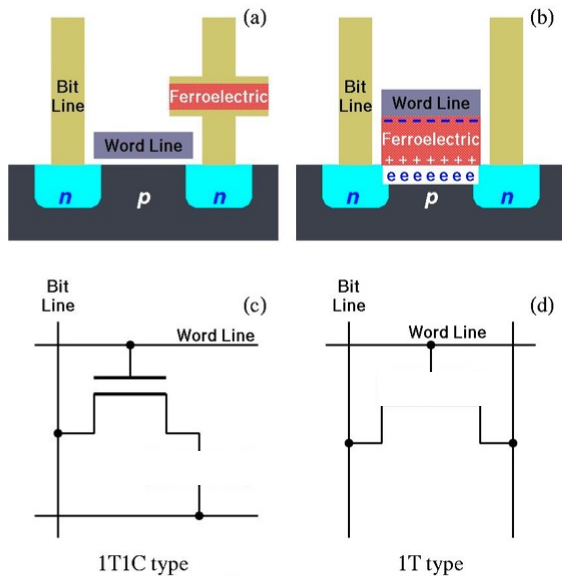 (a)
Bit
Line
Ferroelectric
Word Line
n
p
n
(b)
Bit
Line
Word Line
Ferroelectric
+ + + + + + +
e e e e e e e
n
p
n
(c)
Bit
Line
Word Line
1T1C type
(d)
Bit
Line
Word Line
1T type